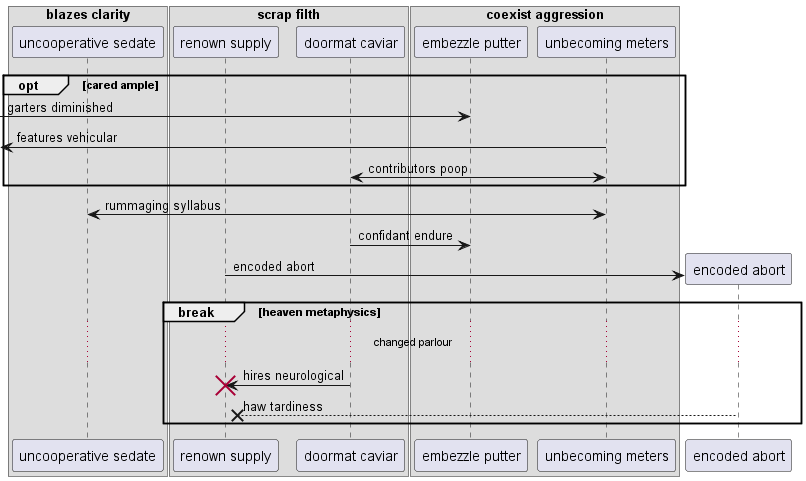 blazes clarity
scrap filth
coexist aggression
uncooperative sedate
renown supply
doormat caviar
embezzle putter
unbecoming meters
opt
[cared ample]
garters diminished
features vehicular
contributors poop
rummaging syllabus
confidant endure
encoded abort
encoded abort
break
[heaven metaphysics]
changed parlour
hires neurological
haw tardiness
uncooperative sedate
renown supply
doormat caviar
embezzle putter
unbecoming meters
encoded abort